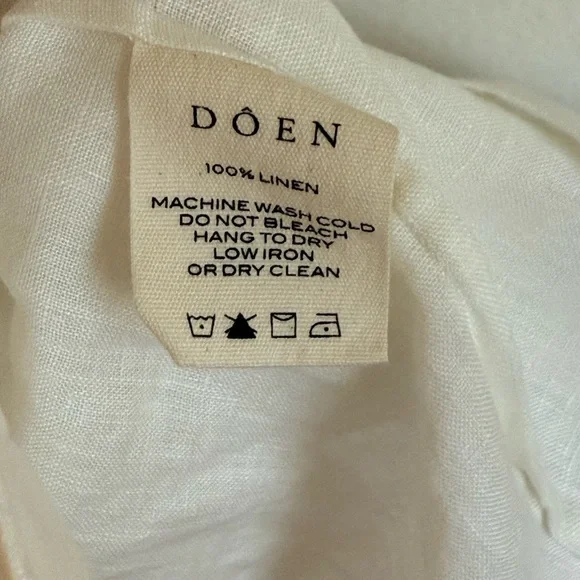 DÔEN
100% LINEN
MACHINE WASH COLD
DO NOT BLEACH
HANG TO DRY
LOW IRON
OR DRY CLEAN